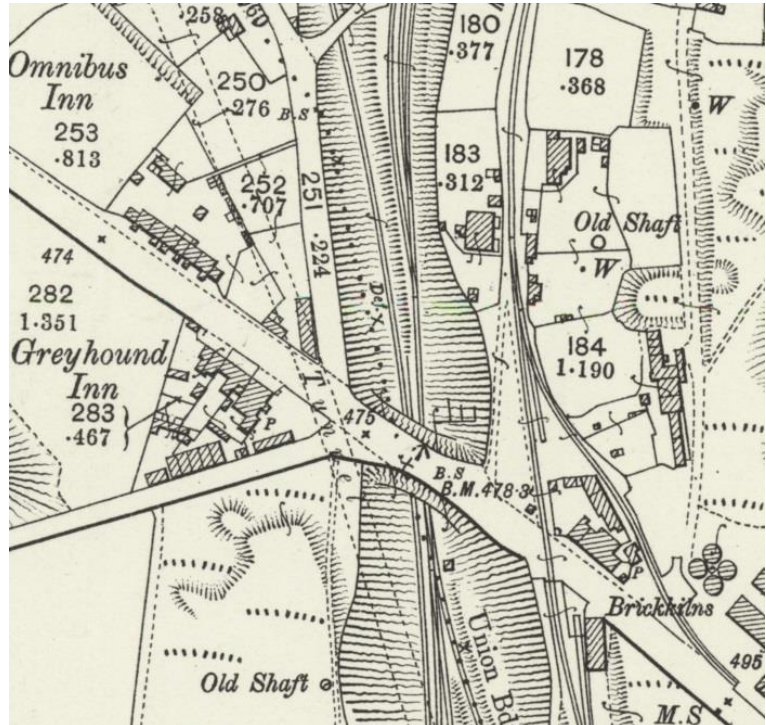 258
250
.276
B.S
180
.377
178
.368
W
Omnibus
Inn
253
.813
252
.707
251
.224
183
.312
Old Shaft
W
474
282
1.351
Def.
184
1.190
Greyhound
Inn
283
.467
P
475
B.S
B.M. 478.3
P
Brickkilns
Union Bdy
Old Shaft
495
M.S